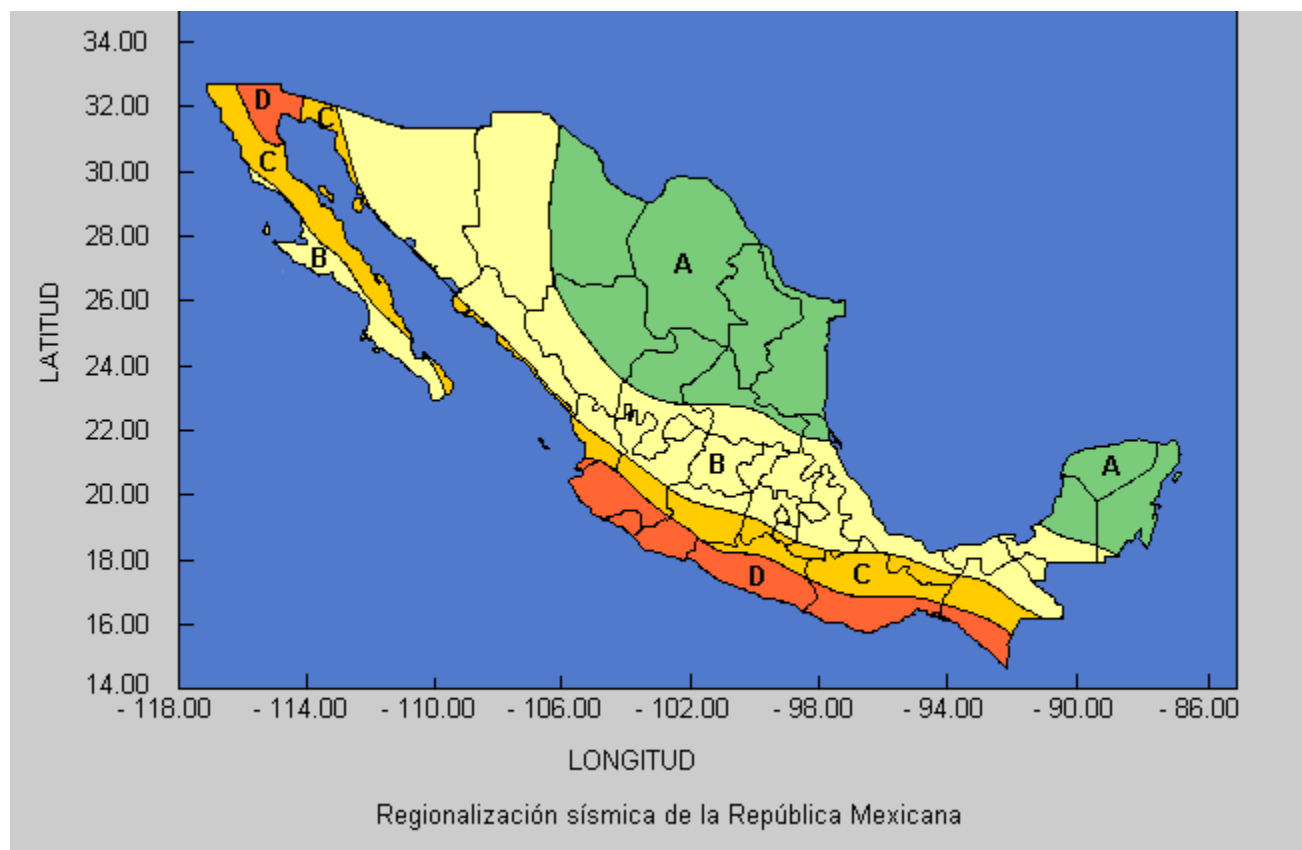 34.00
32.00
30.00
28.00
26.00
24.00
22.00
20.00
18.00
16.00
14.00
LATITUD
D
C
C
B
A
A
B
D
C
- 118.00 - 114.00 - 110.00 - 106.00 - 102.00 - 98.00 - 94.00 - 90.00 - 86.00
LONGITUD
Regionalización sísmica de la República Mexicana